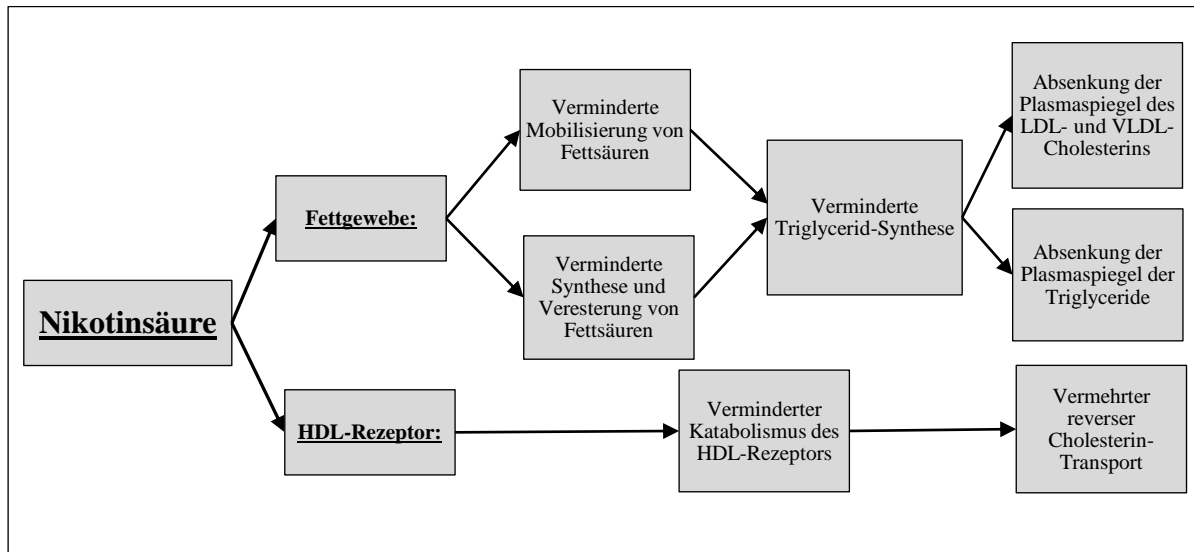 Nikotinsäure
Fettgewebe:
HDL-Rezeptor:
Verminderte
Mobilisierung von
Fettsäuren
Verminderte
Synthese und
Veresterung von
Fettsäuren
Verminderte
Triglycerid-Synthese
Absenkung der
Plasmaspiegel des
LDL- und VLDL-
Cholesterins
Absenkung der
Plasmaspiegel der
Triglyceride
Verminderter
Katabolismus des
HDL-Rezeptors
Vermehrter
reverser
Cholesterin-
Transport